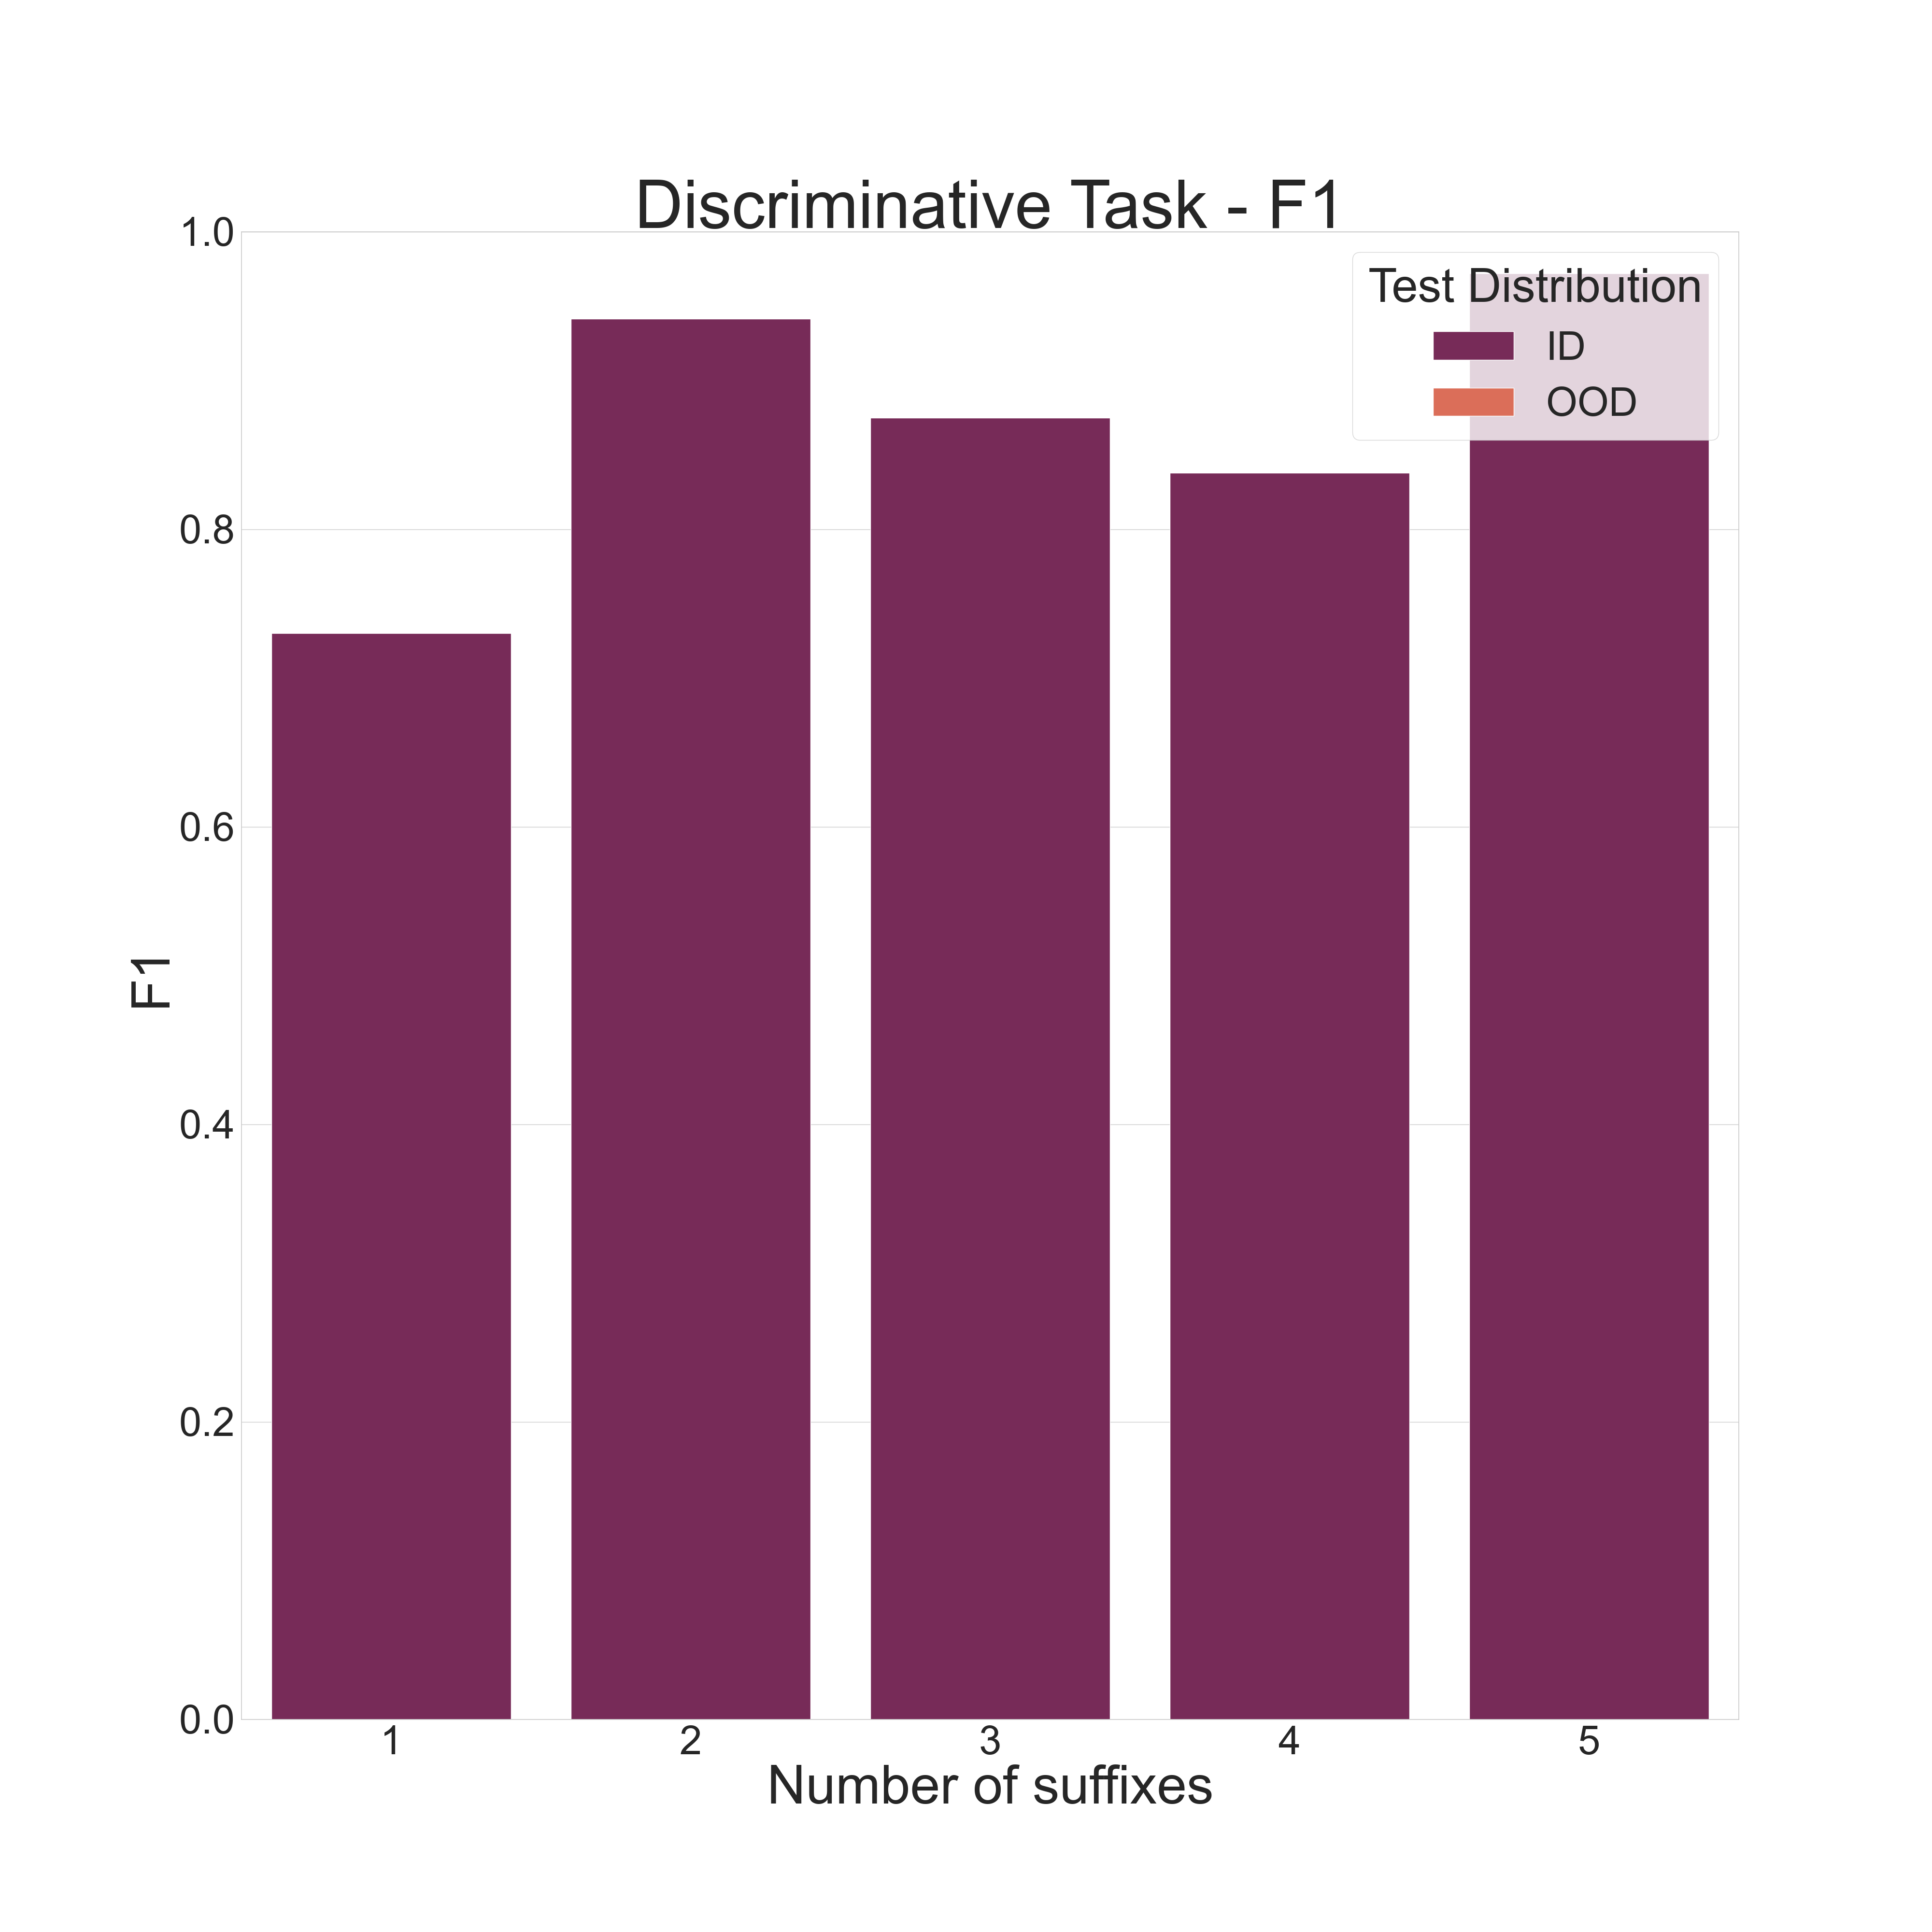 Discriminative Task - F1
1.0
0.8
0.6
0.4
0.2
0.0
F1
Test Distribution
ID
OOD
1 2 3 4 5
Number of suffixes